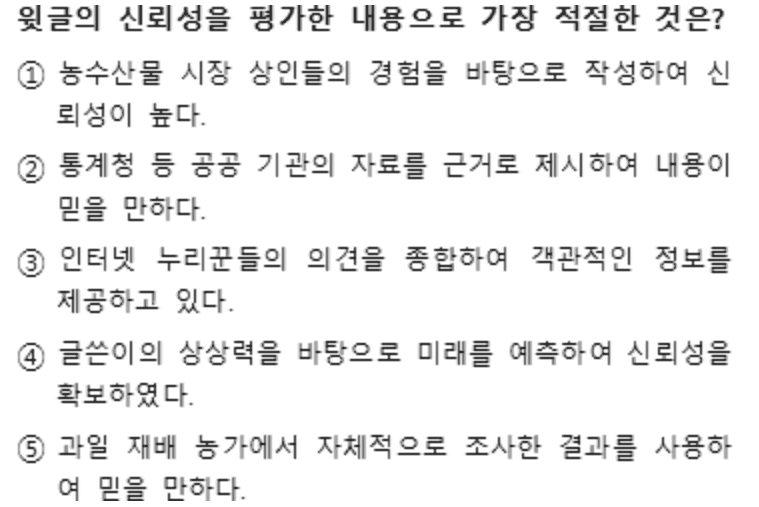 윗글의 신뢰성을 평가한 내용으로 가장 적절한 것은?
① 농수산물 시장 상인들의 경험을 바탕으로 작성하여 신
뢰성이 높다.
② 통계청 등 공공 기관의 자료를 근거로 제시하여 내용이
믿을 만하다.
③ 인터넷 누리꾼들의 의견을 종합하여 객관적인 정보를
제공하고 있다.
④ 글쓴이의 상상력을 바탕으로 미래를 예측하여 신뢰성을
확보하였다.
⑤ 과일 재배 농가에서 자체적으로 조사한 결과를 사용하
여 믿을 만하다.